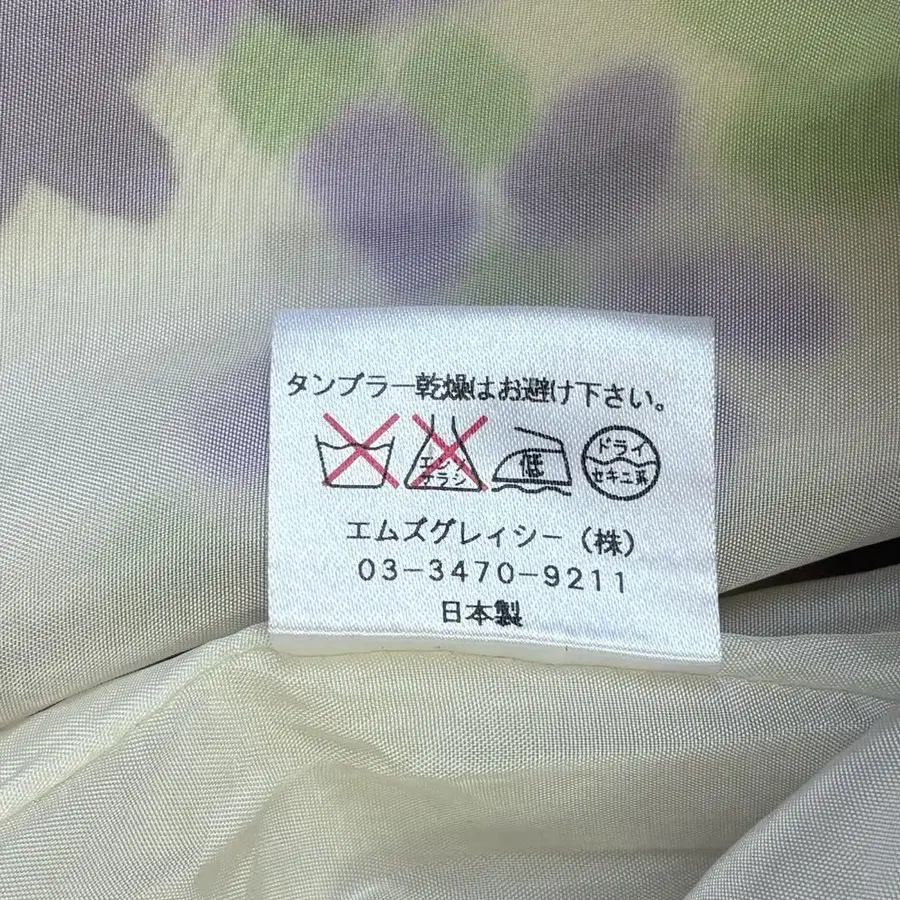 タンブラー乾燥はお避け下さい。
エンソ
サラシ
低
ドライ
セキユ系
エムズグレイシー（株）
03-3470-9211
日本製